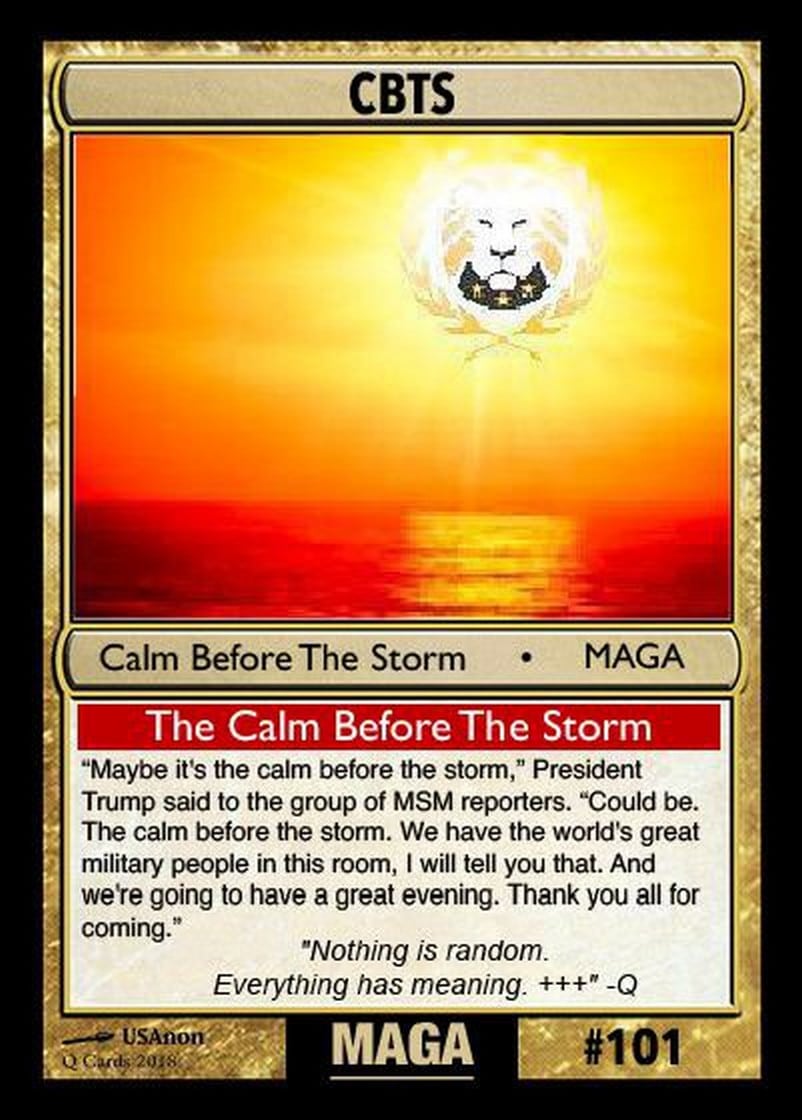 CBTS
Calm Before The Storm • MAGA
The Calm Before The Storm
“Maybe it's the calm before the storm,” President
Trump said to the group of MSM reporters. “Could be.
The calm before the storm. We have the world's great
military people in this room, I will tell you that. And
we're going to have a great evening. Thank you all for
coming.”
"Nothing is random.
Everything has meaning. +++" -Q
USAnon
Q Cards 2018
MAGA
#101